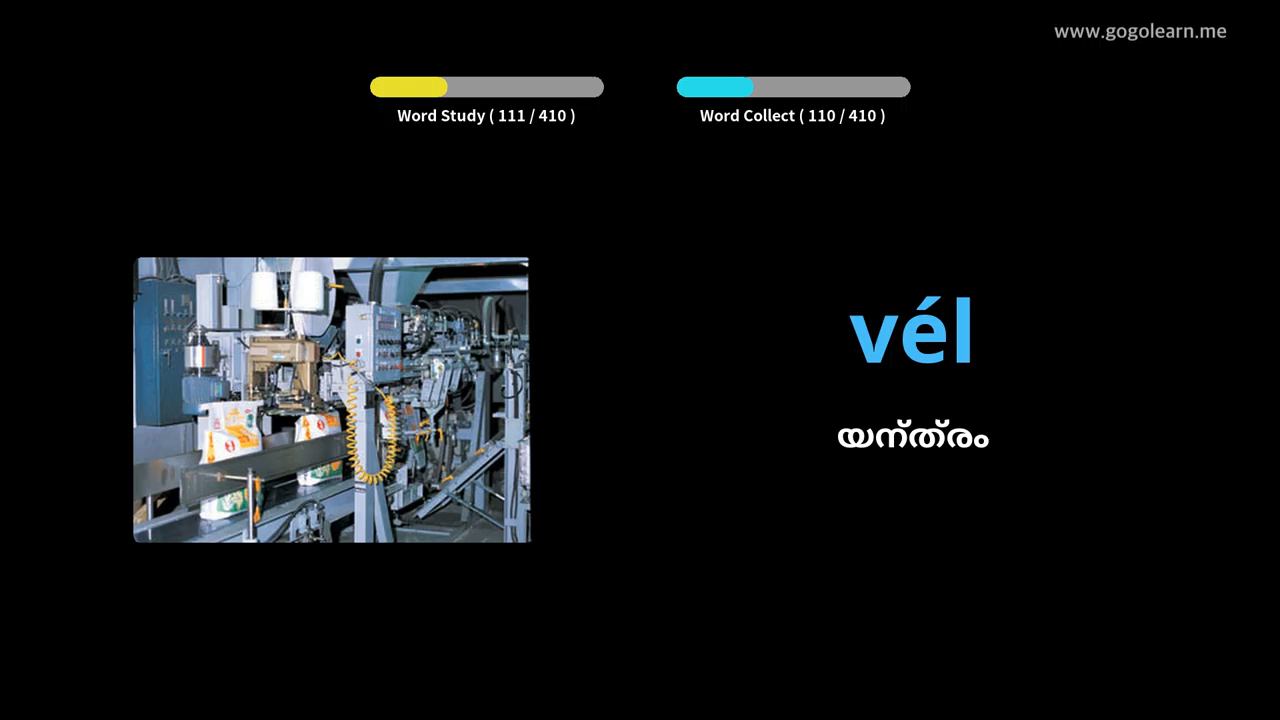 www.gogolearn.me
Word Study ( 111 / 410 )
Word Collect ( 110 / 410 )
vél
യന്ത്രം